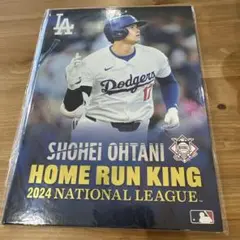 LA
Dodgers
17
SHOHEI OHTANI
HOME RUN KING
2024 NATIONAL LEAGUE